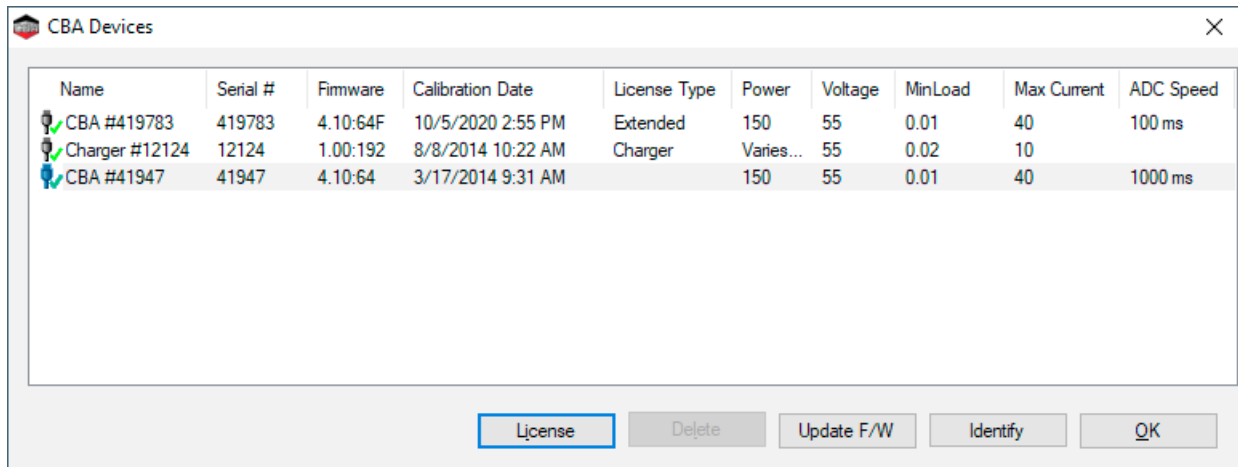 CBA Devices
Name Serial # Firmware Calibration Date License Type Power Voltage MinLoad Max Current ADC Speed
CBA #419783 419783 4.10:64F 10/5/2020 2:55 PM Extended 150 55 0.01 40 100 ms
Charger #12124 12124 1.00:192 8/8/2014 10:22 AM Charger Varies... 55 0.02 10
CBA #41947 41947 4.10:64 3/17/2014 9:31 AM 150 55 0.01 40 1000 ms
License Delete Update F/W Identify OK